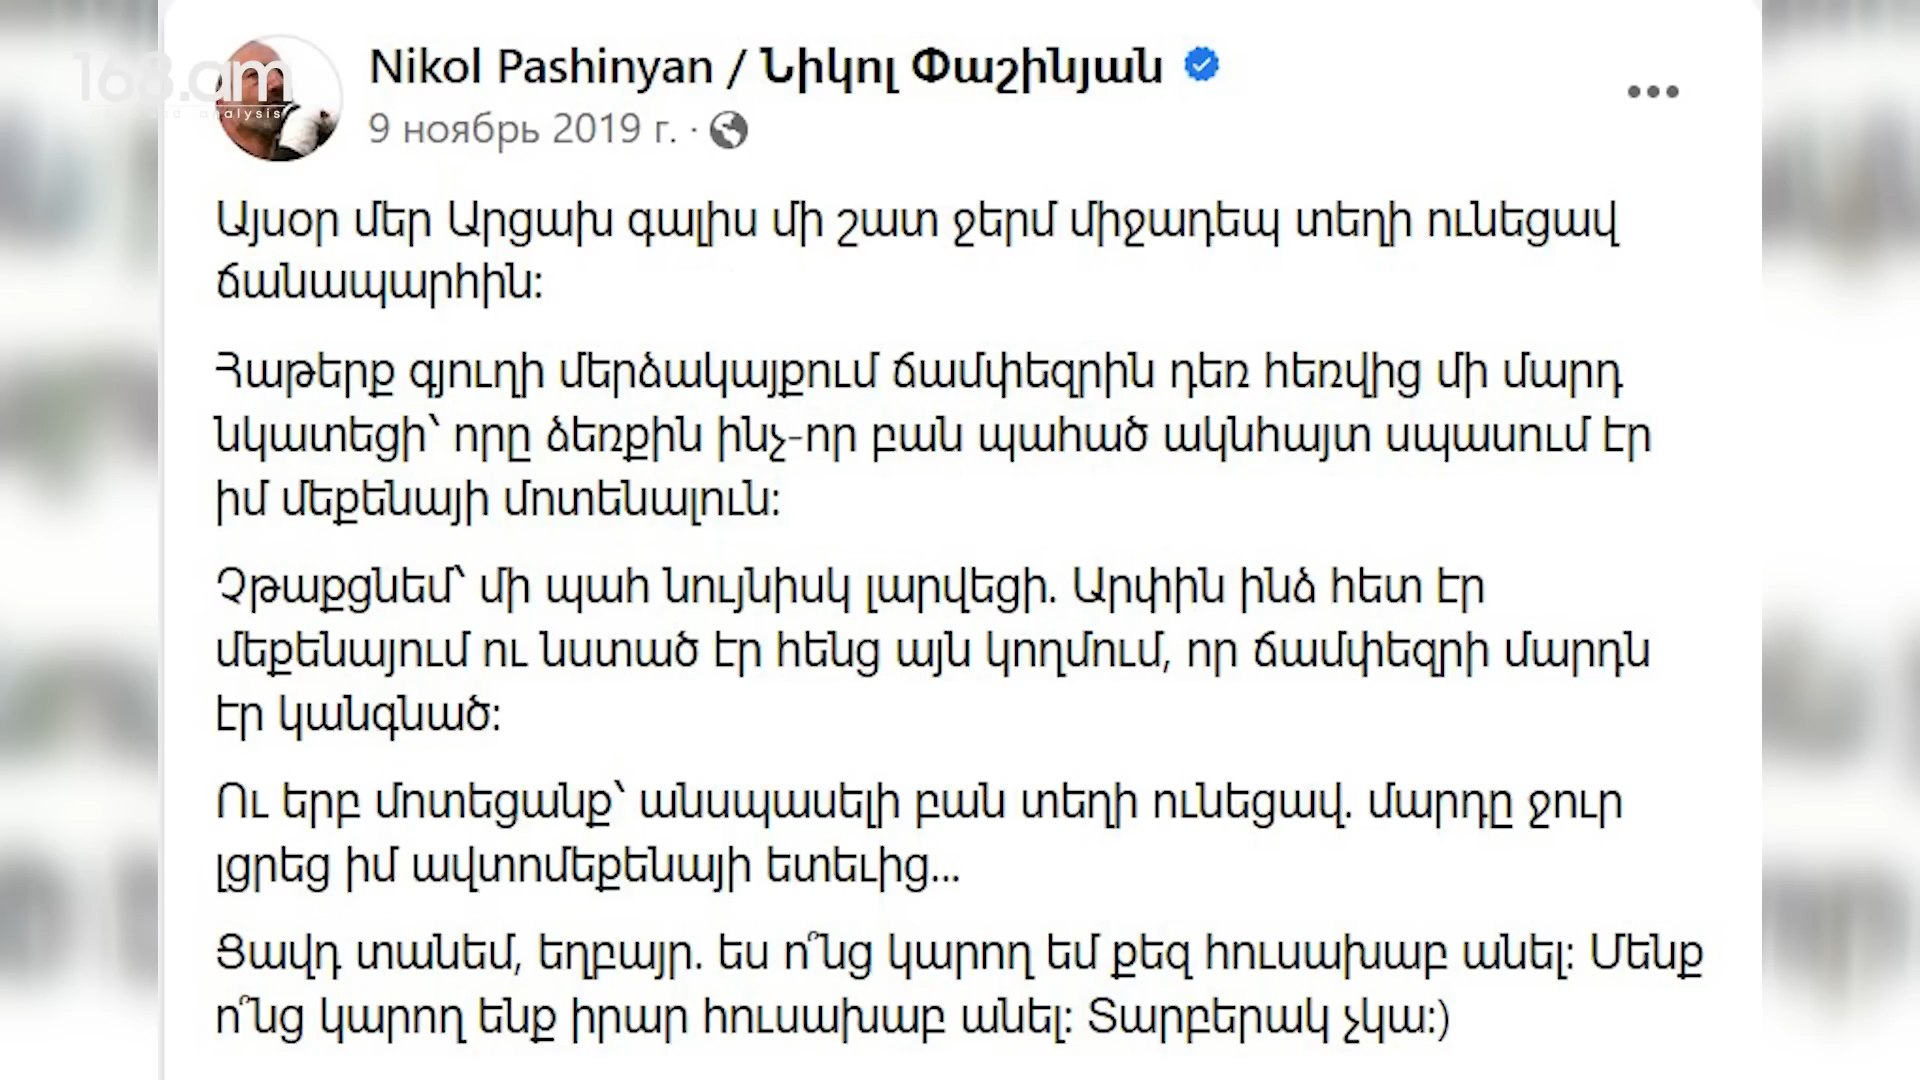 168.am
Nikol Pashinyan / Նիկոլ Փաշինյան
9 ноябрь 2019 г. ·
Այսօր մեր Արցախ գալիս մի շատ ջերմ միջադեպ տեղի ունեցավ
ճանապարհին։
Հաթերք գյուղի մերձակայքում ճամփեզրին դեռ հեռվից մի մարդ
նկատեցի՝ որը ձեռքին ինչ-որ բան պահած ակնհայտ սպասում էր
իմ մեքենայի մոտենալուն։
Չթաքցնեմ՝ մի պահ նույնիսկ լարվեցի. Արփին ինձ հետ էր
մեքենայում ու նստած էր հենց այն կողմում, որ ճամփեզրի մարդն
էր կանգնած։
Ու երբ մոտեցանք՝ անսպասելի բան տեղի ունեցավ. մարդը ջուր
լցրեց իմ ավտոմեքենայի ետեւից...
Ցավդ տանեմ, եղբայր. ես ո՞նց կարող եմ քեզ հուսախաբ անել։ Մենք
ո՞նց կարող ենք իրար հուսախաբ անել։ Տարբերակ չկա։)